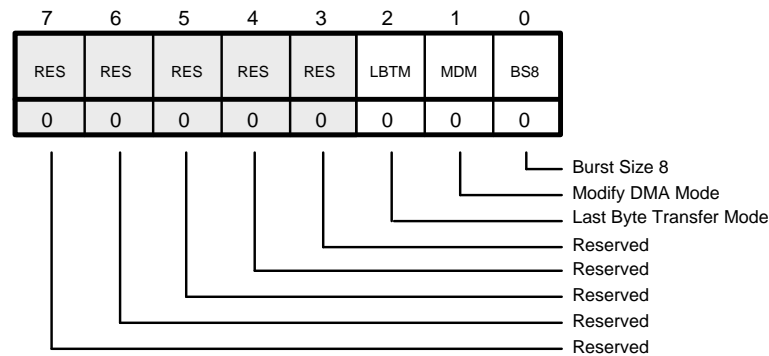 7 6 5 4 3 2 1 0
RES RES RES RES RES LBTM MDM BS8
0 0 0 0 0 0 0 0
Burst Size 8
Modify DMA Mode
Last Byte Transfer Mode
Reserved
Reserved
Reserved
Reserved
Reserved